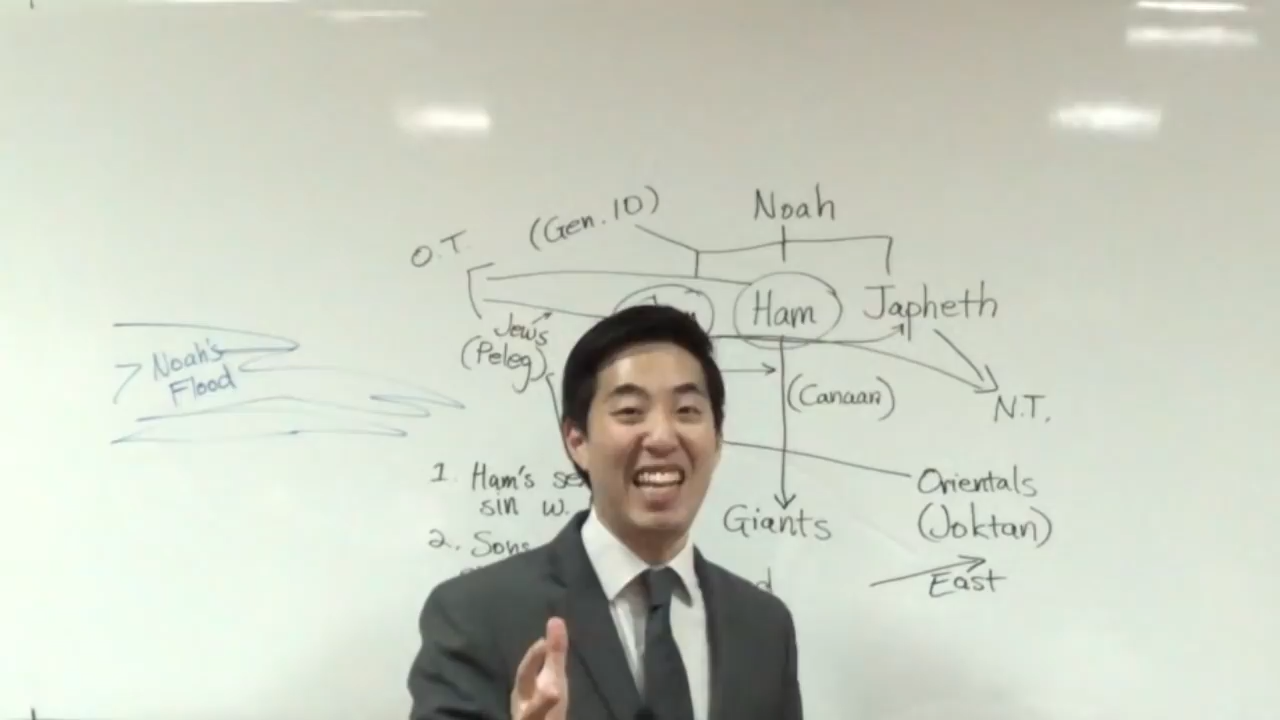 Noah
(Gen. 10)
O.T.
Ham
Japheth
Jews
(Peleg)
Noah's
Flood
(Canaan)
N.T.
1. Ham's
sin w.
2. Sons
Giants
Orientals
(Joktan)
East